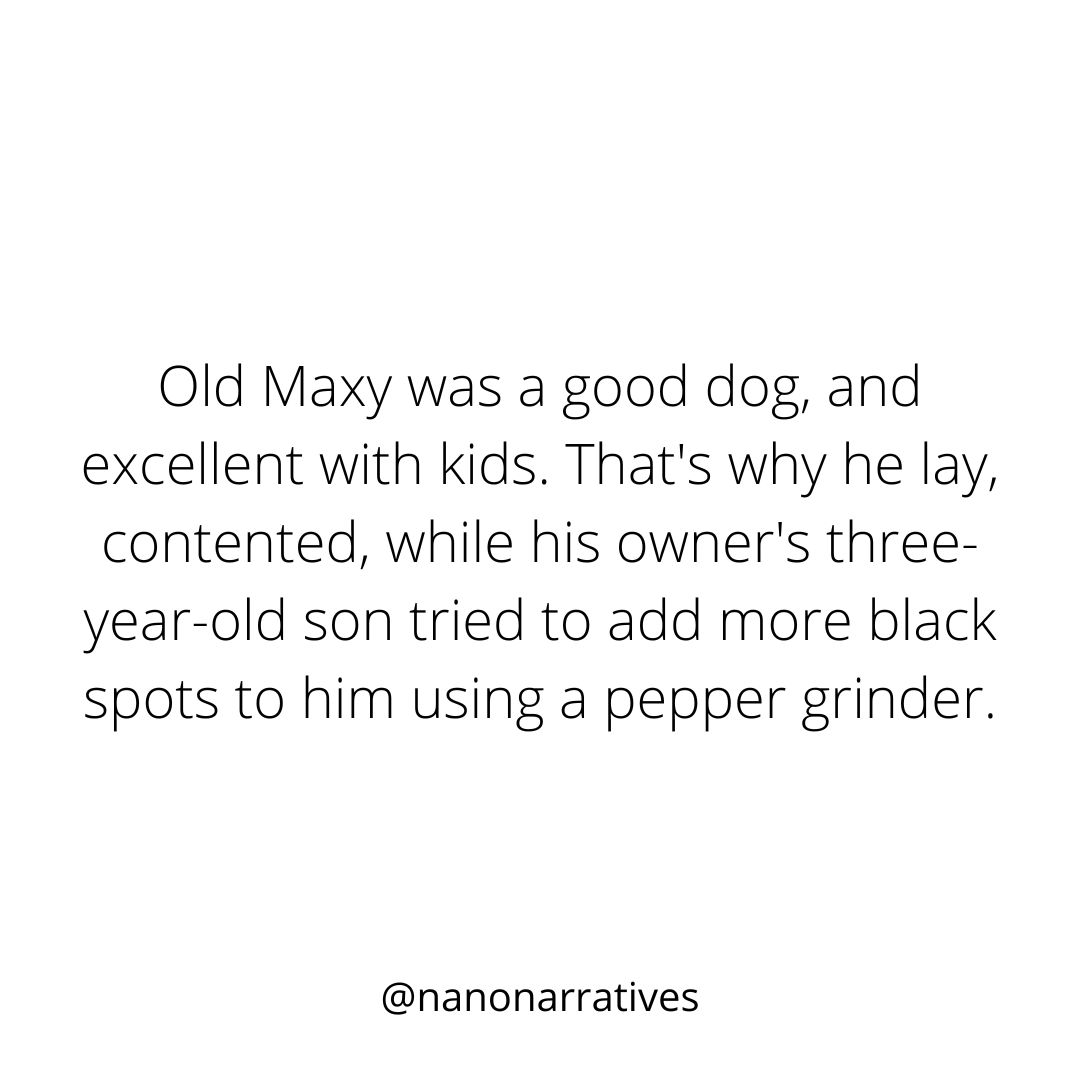 Old Maxy was a good dog, and
excellent with kids. That's why he lay,
contented, while his owner's three-
year-old son tried to add more black
spots to him using a pepper grinder.
@nanonarratives